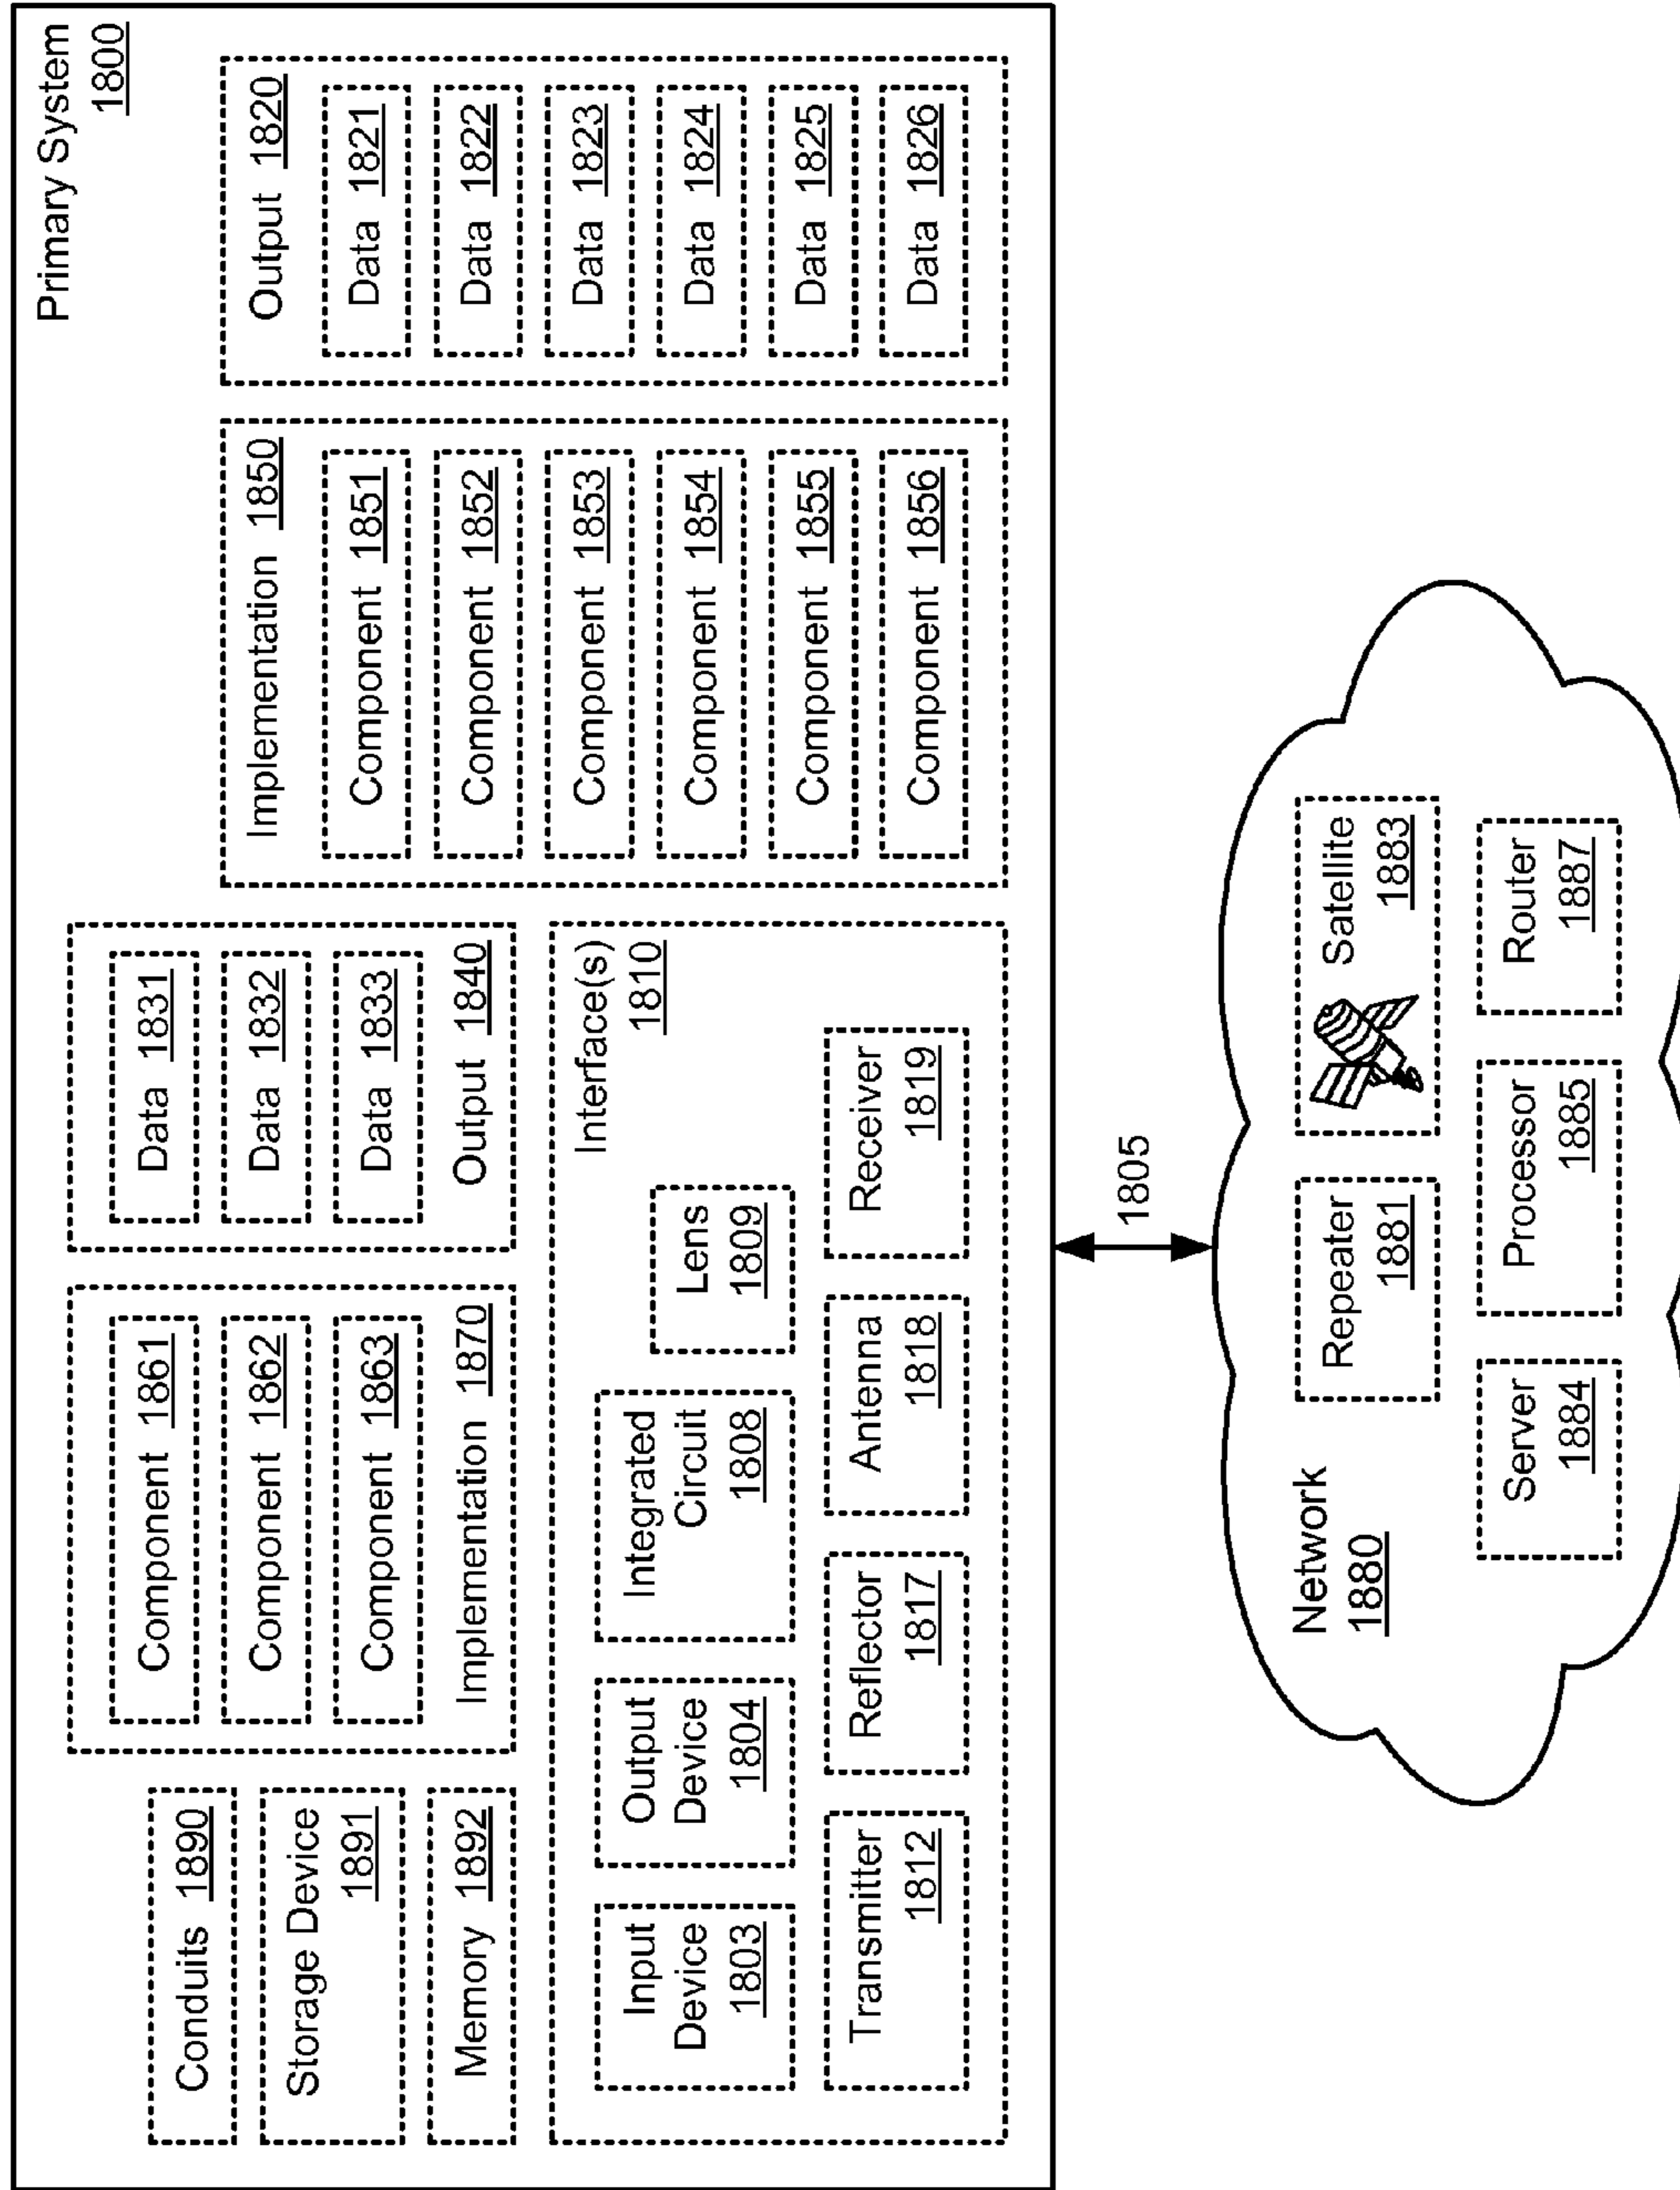 Primary System
1800
Conduits 1890
Storage Device
1891
Memory 1892
Component 1861
Component 1862
Component 1863
Implementation 1870
Data 1831
Data 1832
Data 1833
Output 1840
Implementation 1850
Component 1851
Component 1852
Component 1853
Component 1854
Component 1855
Component 1856
Output 1820
Data 1821
Data 1822
Data 1823
Data 1824
Data 1825
Data 1826
Interface(s)
1810
Input
Device
1803
Output
Device
1804
Integrated
Circuit
1808
Lens
1809
Transmitter
1812
Reflector
1817
Antenna
1818
Receiver
1819
1805
Network
1880
Repeater
1881
Satellite
1883
Server
1884
Processor
1885
Router
1887